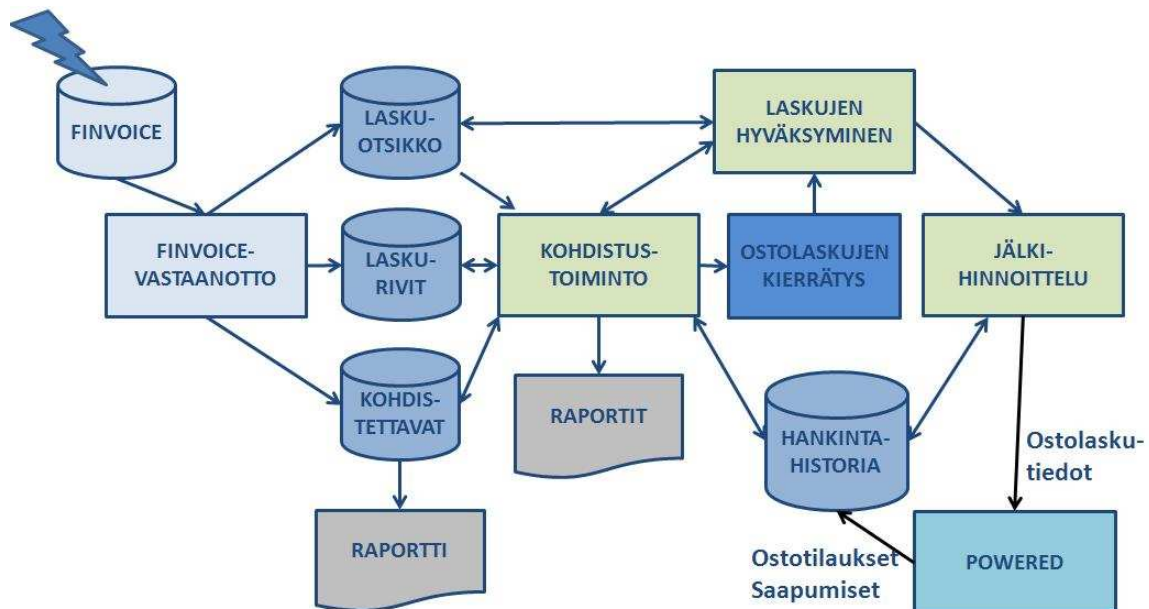 FINVOICE
LASKU-
OTSIKKO
LASKUJEN
HYVÄKSYMINEN
FINVOICE-
VASTAANOTTO
LASKU-
RIVIT
KOHDISTUS-
TOIMINTO
OSTOLASKUJEN
KIERRÄTYS
JÄLKI-
HINNOITTELU
KOHDIS-
TETTAVAT
RAPORTIT
HANKINTA-
HISTORIA
Ostolasku-
tiedot
RAPORTTI
Ostotilaukset
Saapumiset
POWERED